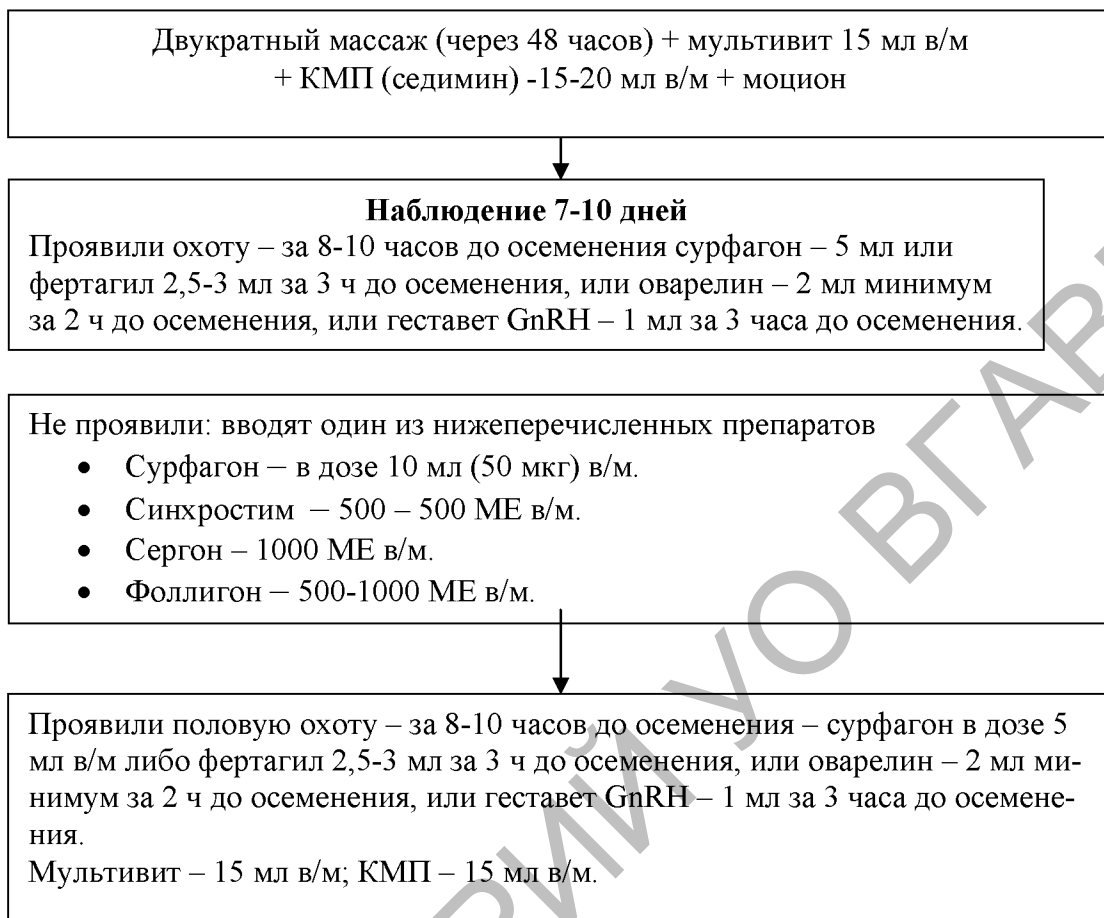 Двукратный массаж (через 48 часов) + мультивит 15 мл в/м
+ КМП (седимин) -15-20 мл в/м + моцион
Наблюдение 7-10 дней
Проявили охоту – за 8-10 часов до осеменения сурфагон – 5 мл или
фертагил 2,5-3 мл за 3 ч до осеменения, или оварелин – 2 мл минимум
за 2 ч до осеменения, или геставет GnRH – 1 мл за 3 часа до осеменения.
Не проявили: вводят один из нижеперечисленных препаратов
• Сурфагон – в дозе 10 мл (50 мкг) в/м.
• Синхростим – 500 – 500 МЕ в/м.
• Сергон – 1000 МЕ в/м.
• Фоллигон – 500-1000 МЕ в/м.
Проявили половую охоту – за 8-10 часов до осеменения – сурфагон в дозе 5
мл в/м либо фертагил 2,5-3 мл за 3 ч до осеменения, или оварелин – 2 мл ми-
нимум за 2 ч до осеменения, или геставет GnRH – 1 мл за 3 часа до осемене-
ния.
Мультивит – 15 мл в/м; КМП – 15 мл в/м.
РИЙ УО ВГАВ